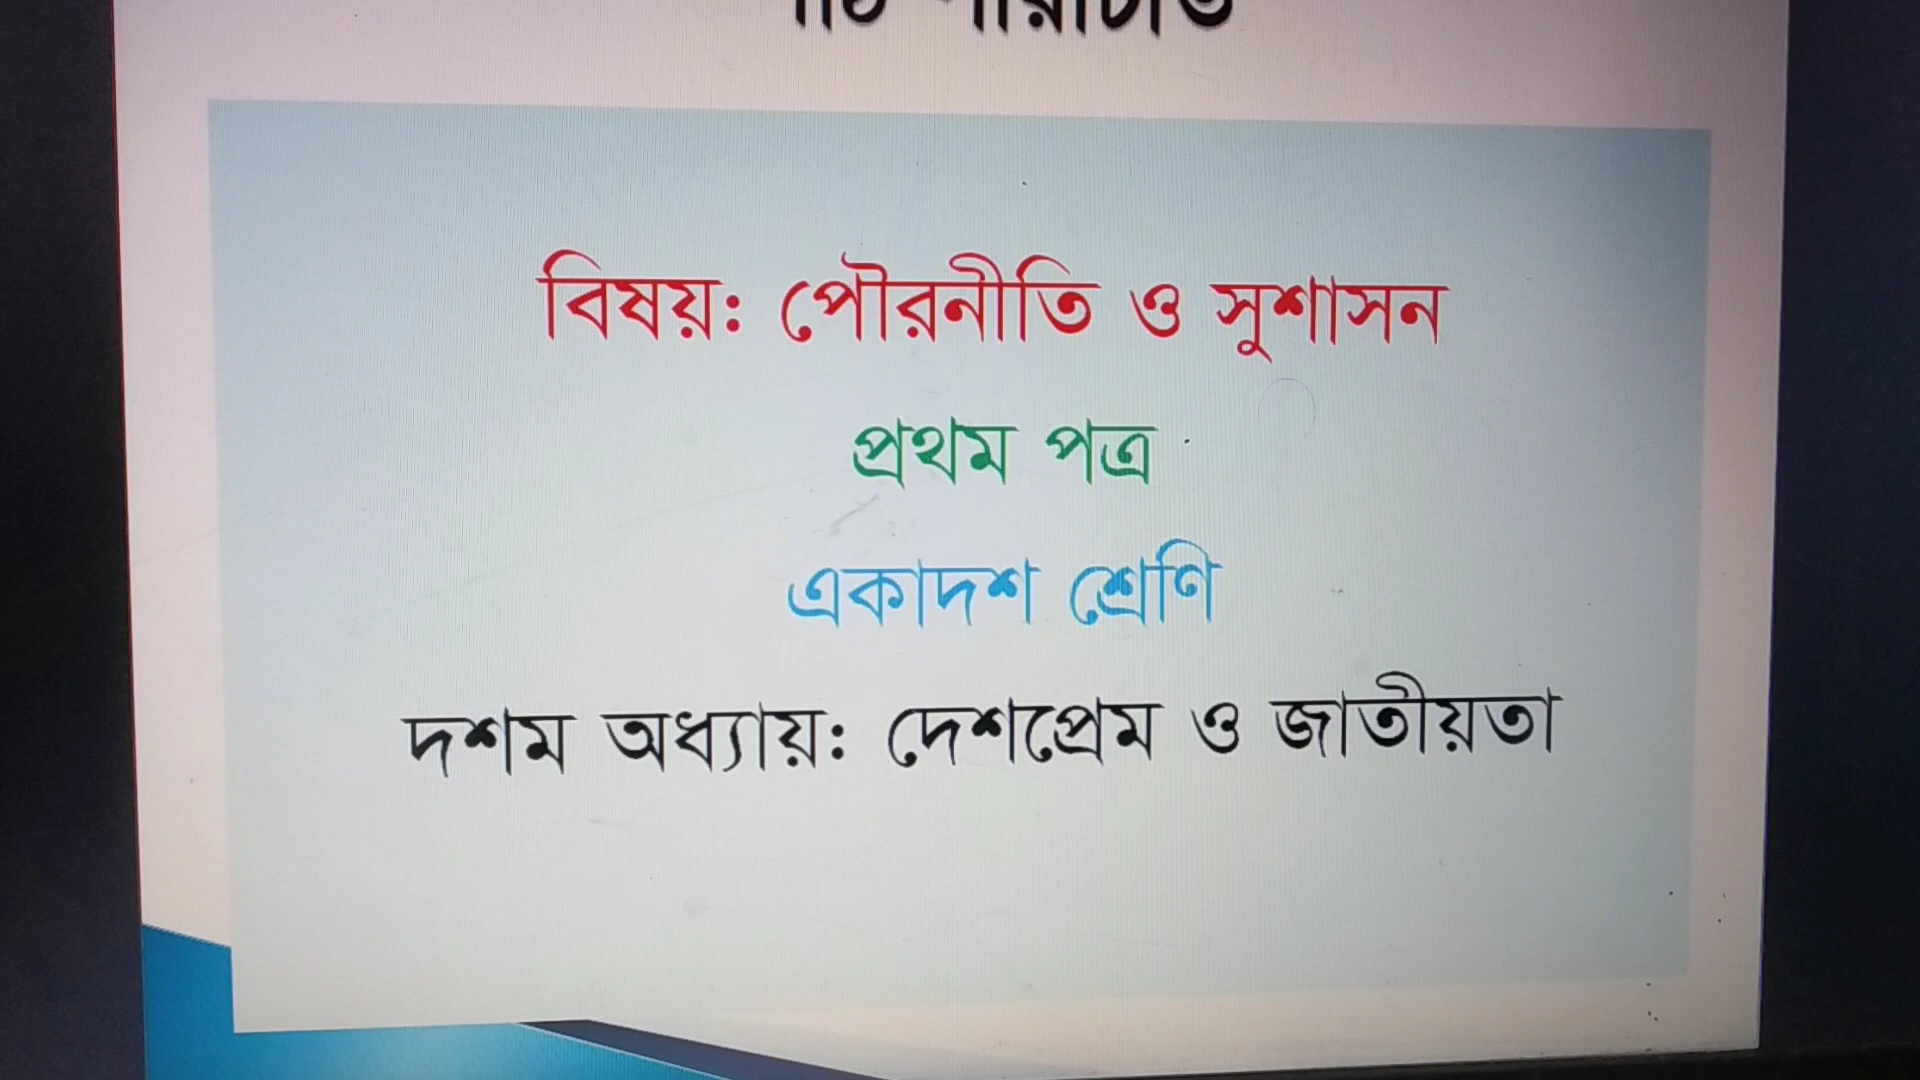 বিষয়: পৌরনীতি ও সুশাসন
প্রথম পত্র
একাদশ শ্রেণি
দশম অধ্যায়: দেশপ্রেম ও জাতীয়তা